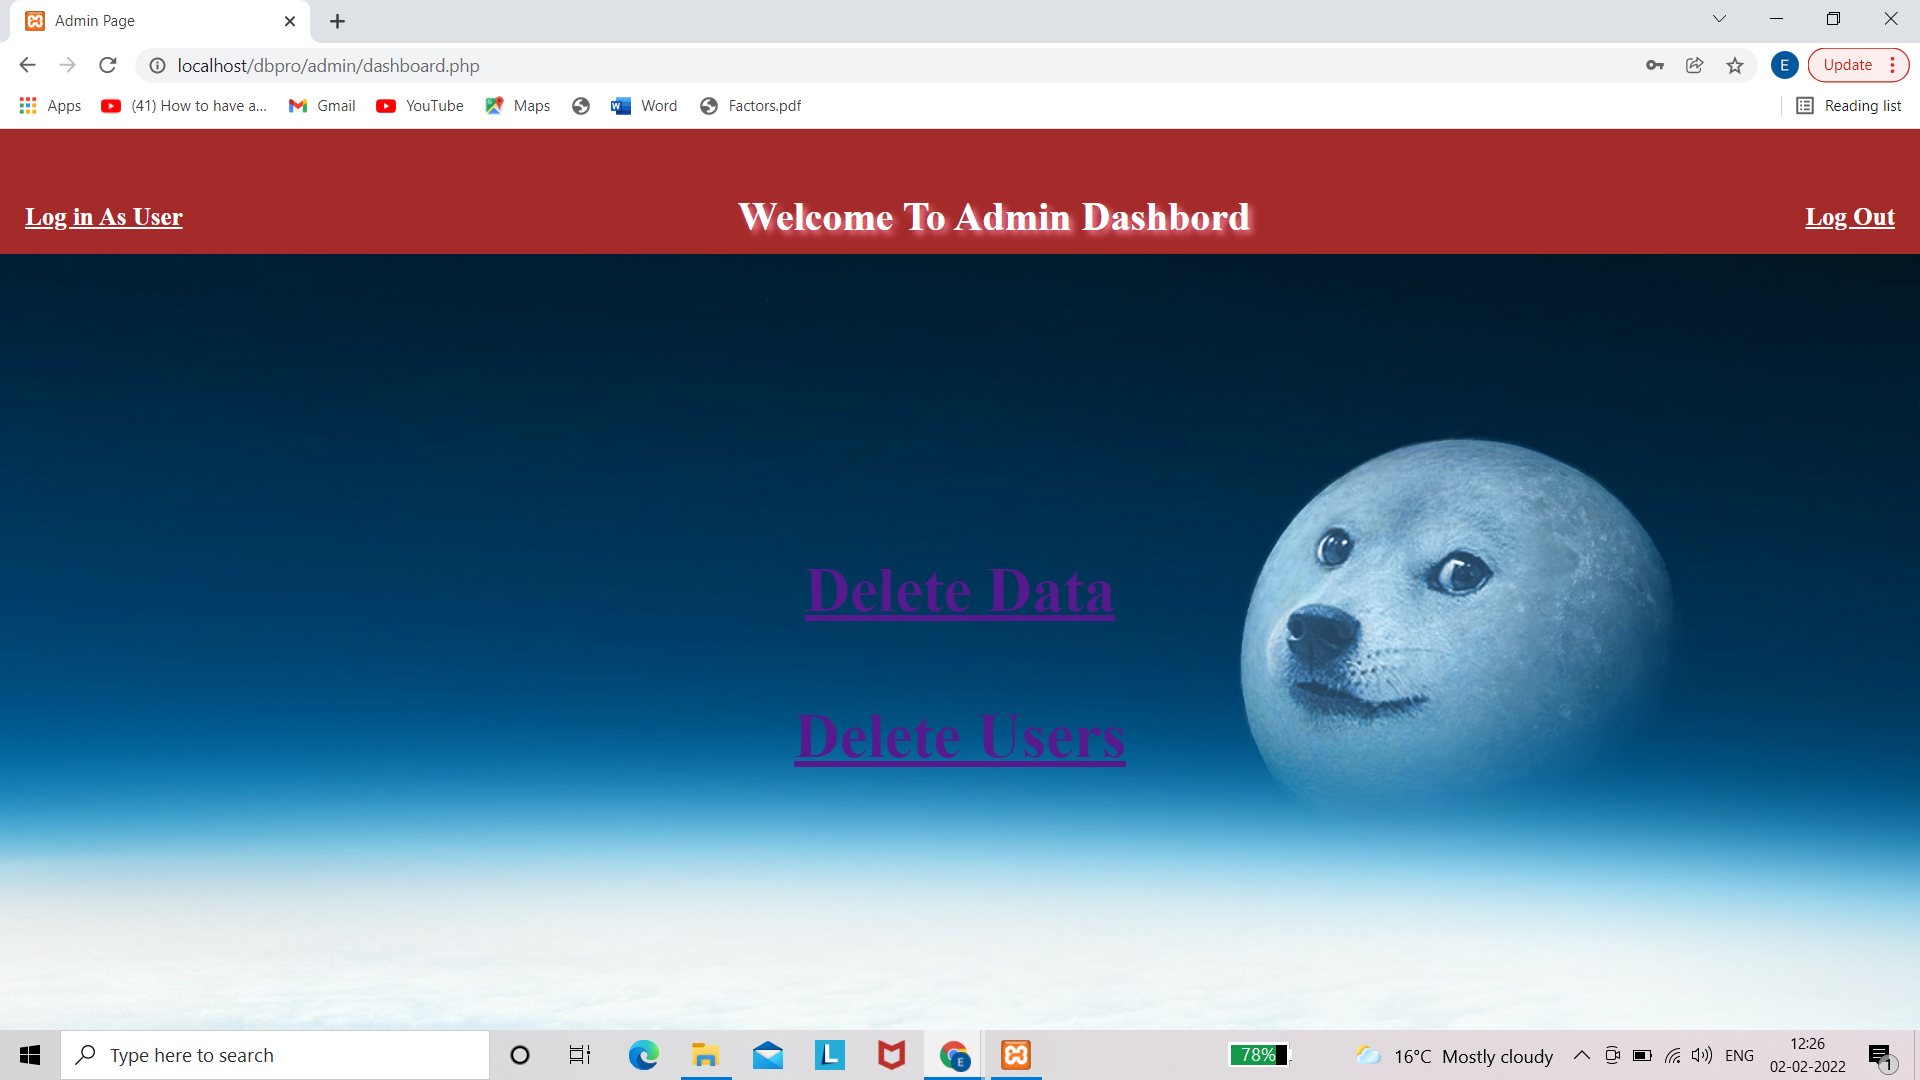 Admin Page
localhost/dbpro/admin/dashboard.php
E
Update
Apps
(41) How to have a...
Gmail
YouTube
Maps
Word
Factors.pdf
Reading list
Log in As User
Welcome To Admin Dashbord
Log Out
Delete Data
Delete Users
Type here to search
L
E
78%
16°C Mostly cloudy
ENG
12:26
02-02-2022
1